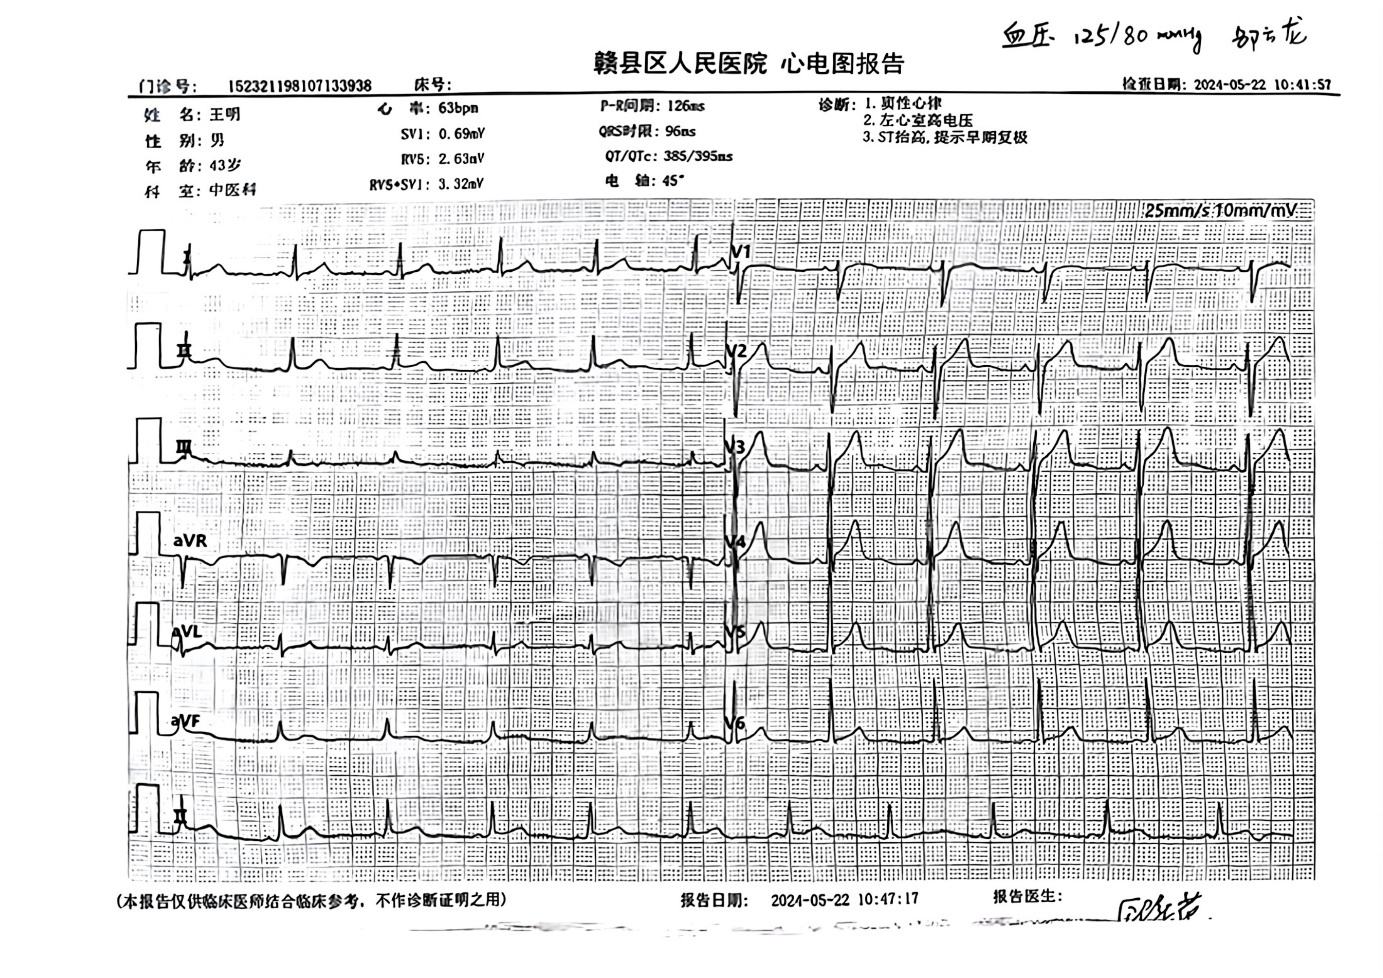 血压 125/80 mmHg
赣县区人民医院 心电图报告
门诊号: 152321198107133938 床号: 检查日期: 2024-05-22 10:41:57
姓 名: 王明 心 率: 63bpm P-R间期: 126ms 诊断: 1. 窦性心律
性 别: 男 SV1: 0.69mV QRS时限: 96ms 2. 左心室高电压
年 龄: 43岁 RV5: 2.63mV QT/QTc: 385/395ms 3. ST抬高, 提示早期复极
科 室: 中医科 RV5+SV1: 3.32mV 电 轴: 45°
25mm/s 10mm/mV
I V1
II V2
III V3
aVR V4
aVL V5
aVF V6
II
(本报告仅供临床医师结合临床参考, 不作诊断证明之用) 报告日期: 2024-05-22 10:47:17 报告医生: